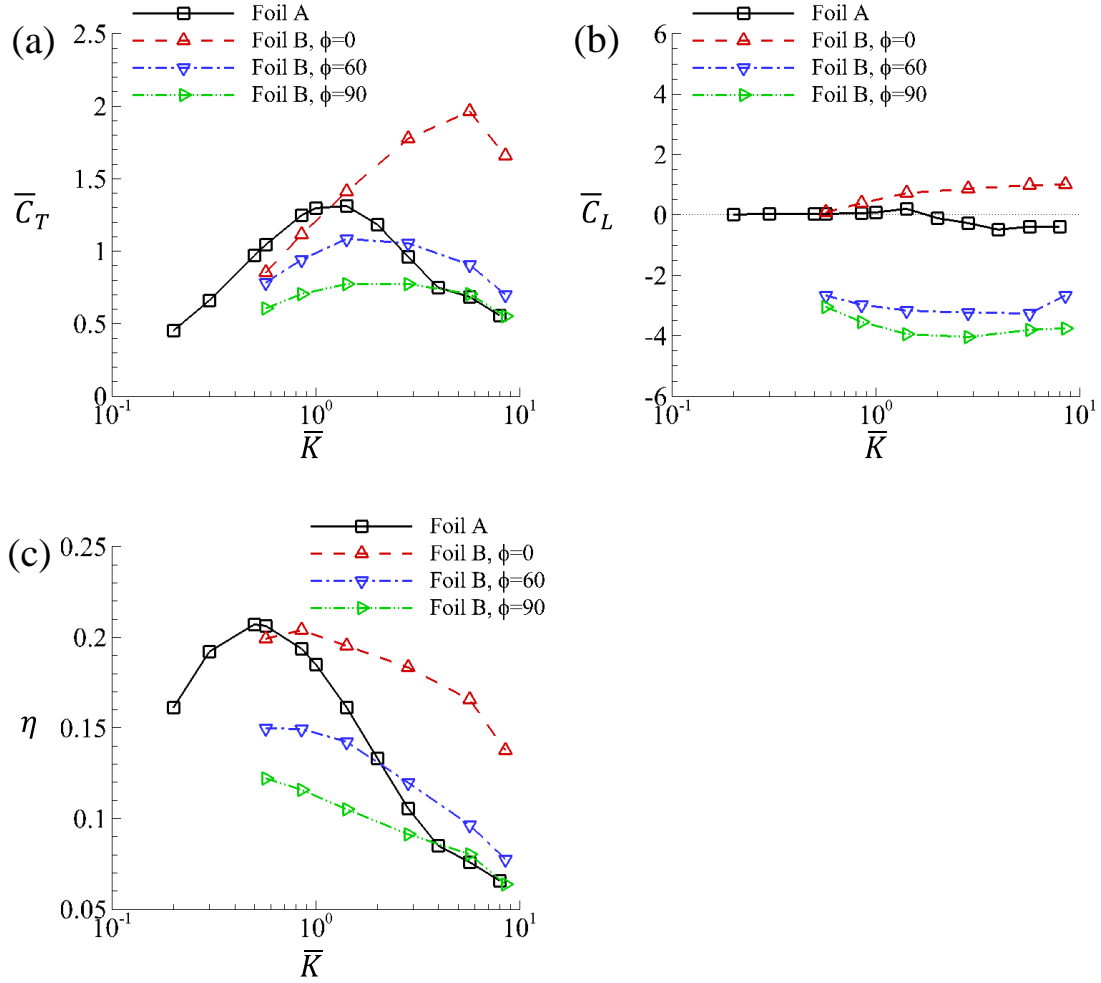 (a)
Foil A
Foil B, ϕ=0
Foil B, ϕ=60
Foil B, ϕ=90
2.5
2
1.5
1
0.5
0
C̅_T
10⁻¹ 10⁰ 10¹
K̅
(b)
Foil A
Foil B, ϕ=0
Foil B, ϕ=60
Foil B, ϕ=90
6
4
2
0
-2
-4
-6
C̅_L
10⁻¹ 10⁰ 10¹
K̅
(c)
Foil A
Foil B, ϕ=0
Foil B, ϕ=60
Foil B, ϕ=90
0.25
0.2
0.15
0.1
0.05
η
10⁻¹ 10⁰ 10¹
K̅